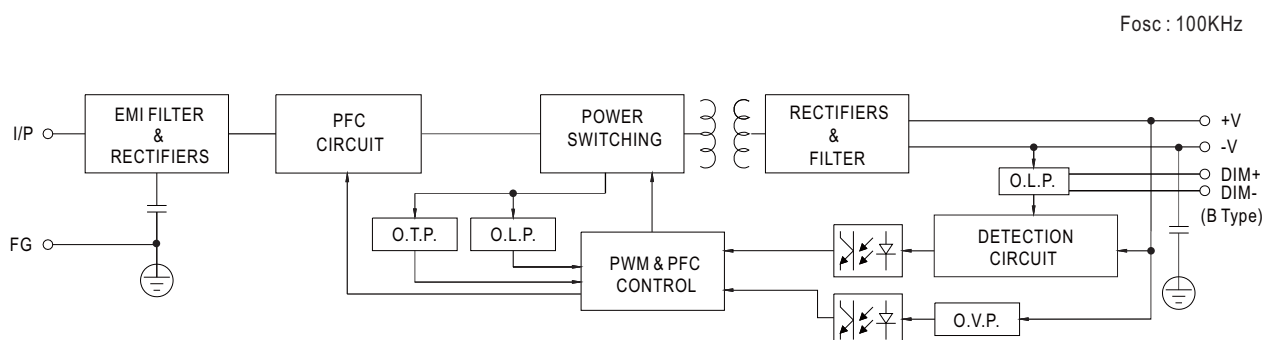 Fosc : 100KHz
I/P
EMI FILTER
&
RECTIFIERS
PFC
CIRCUIT
POWER
SWITCHING
RECTIFIERS
&
FILTER
+V
-V
DIM+
DIM-
(B Type)
O.L.P.
FG
O.T.P.
O.L.P.
PWM & PFC
CONTROL
DETECTION
CIRCUIT
O.V.P.